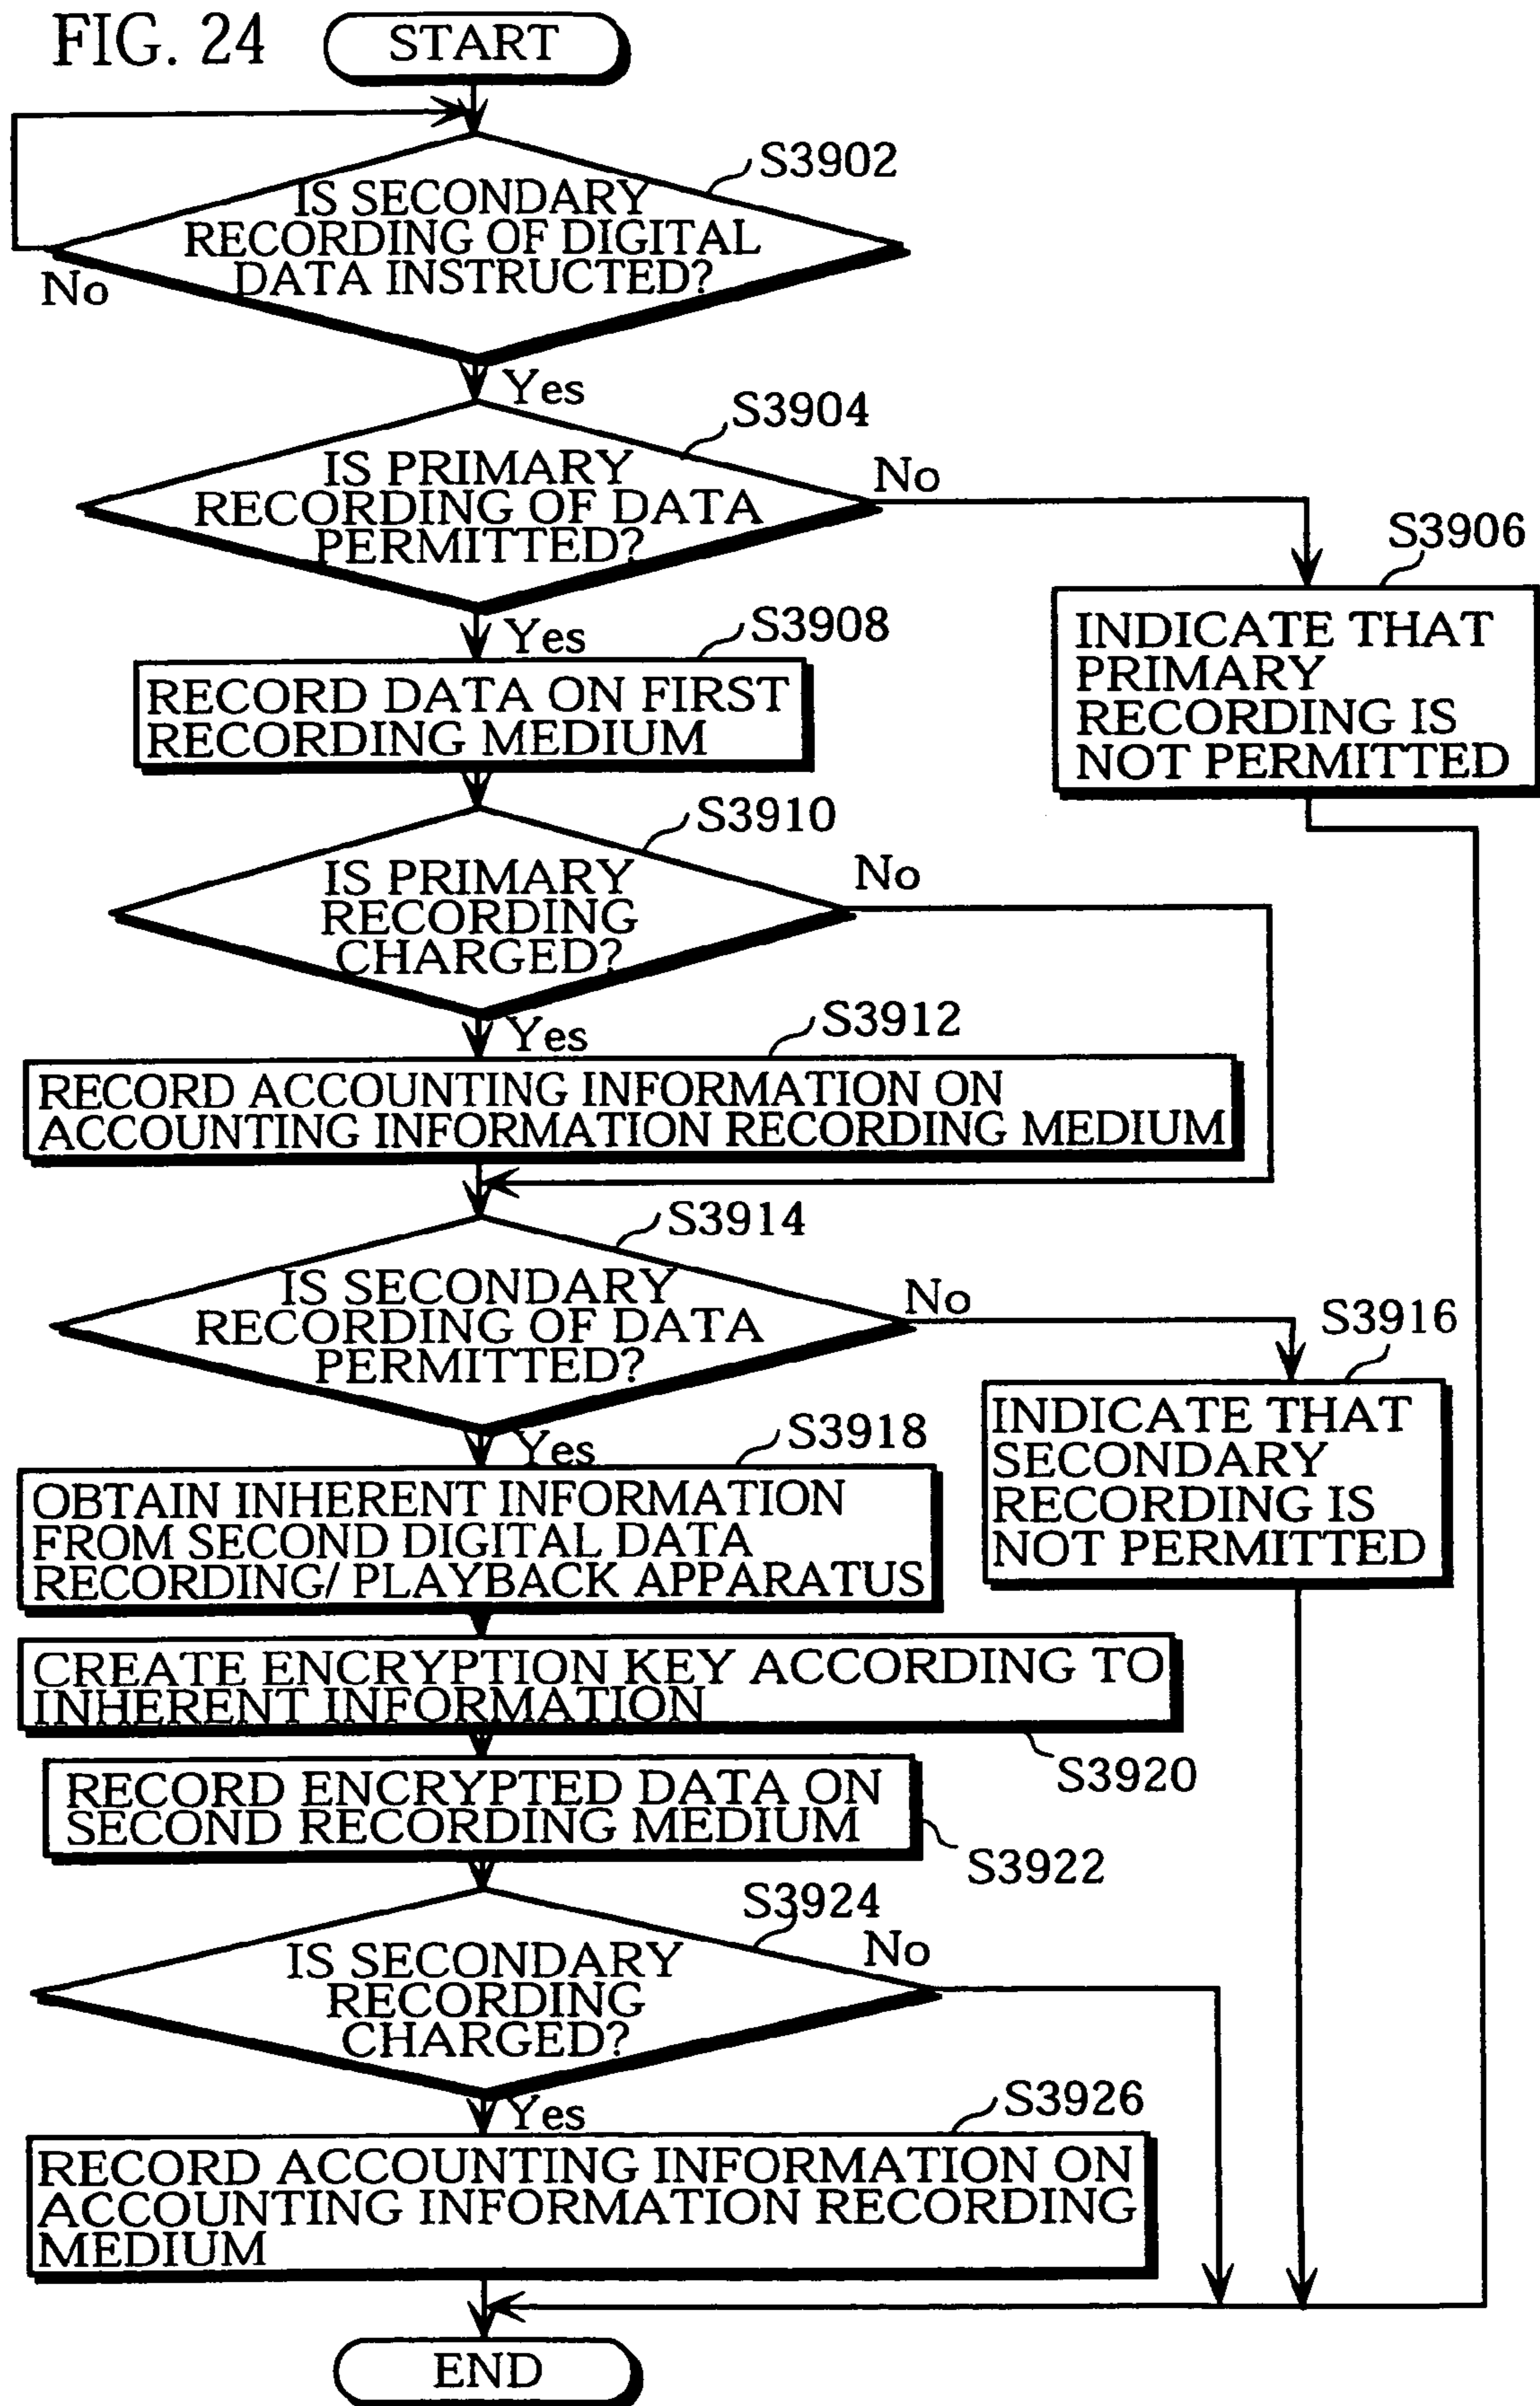 FIG. 24
START
S3902
IS SECONDARY
RECORDING OF DIGITAL
DATA INSTRUCTED?
No
Yes
S3904
IS PRIMARY
RECORDING OF DATA
PERMITTED?
No
S3906
INDICATE THAT
PRIMARY
RECORDING IS
NOT PERMITTED
Yes
S3908
RECORD DATA ON FIRST
RECORDING MEDIUM
S3910
IS PRIMARY
RECORDING
CHARGED?
No
Yes
S3912
RECORD ACCOUNTING INFORMATION ON
ACCOUNTING INFORMATION RECORDING MEDIUM
S3914
IS SECONDARY
RECORDING OF DATA
PERMITTED?
No
S3916
INDICATE THAT
SECONDARY
RECORDING IS
NOT PERMITTED
Yes
S3918
OBTAIN INHERENT INFORMATION
FROM SECOND DIGITAL DATA
RECORDING/ PLAYBACK APPARATUS
CREATE ENCRYPTION KEY ACCORDING TO
INHERENT INFORMATION
S3920
RECORD ENCRYPTED DATA ON
SECOND RECORDING MEDIUM
S3922
S3924
IS SECONDARY
RECORDING
CHARGED?
No
Yes
S3926
RECORD ACCOUNTING INFORMATION ON
ACCOUNTING INFORMATION RECORDING
MEDIUM
END